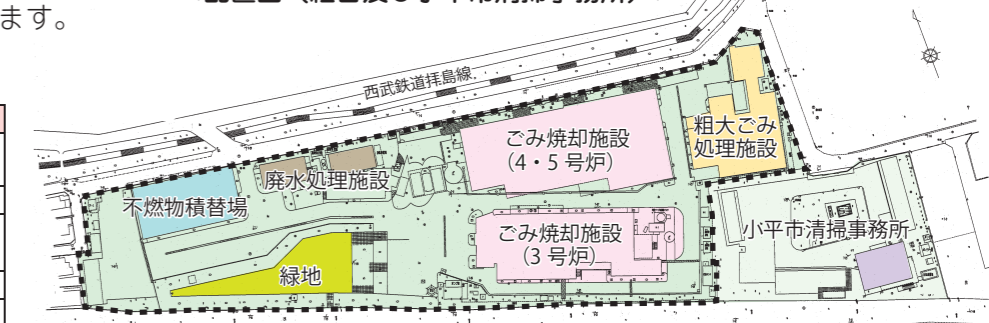 ます。
西武鉄道拝島線
ごみ焼却施設
(4・5 号炉)
粗大ごみ
処理施設
廃水処理施設
不燃物積替場
ごみ焼却施設
(3 号炉)
小平市清掃事務所
緑地